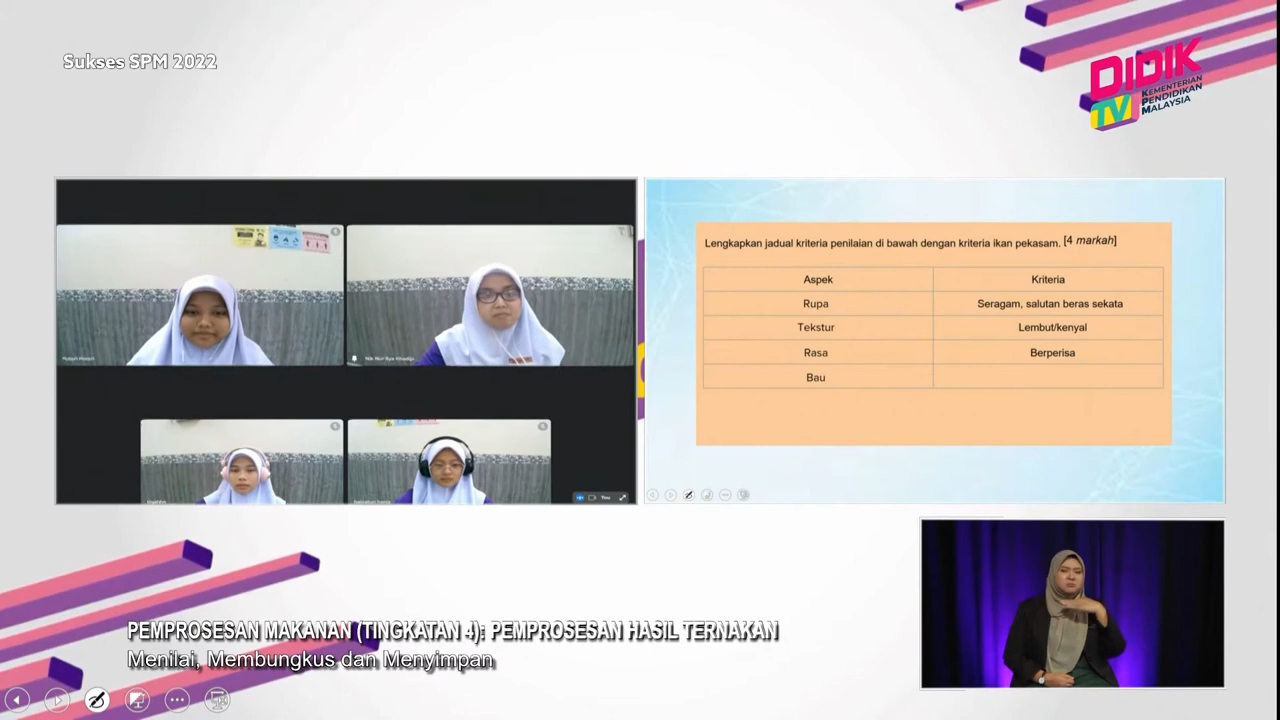 Sukses SPM 2022
DIDIK
TV
KEMENTERIAN
PENDIDIKAN
MALAYSIA
Lengkapkan jadual kriteria penilaian di bawah dengan kriteria ikan pekasam. [4 markah]
Aspek Kriteria
Rupa Seragam, salutan beras sekata
Tekstur Lembut/kenyal
Rasa Berperisa
Bau
You
PEMPROSESAN MAKANAN (TINGKATAN 4): PEMPROSESAN HASIL TERNAKAN
Menilai, Membungkus dan Menyimpan